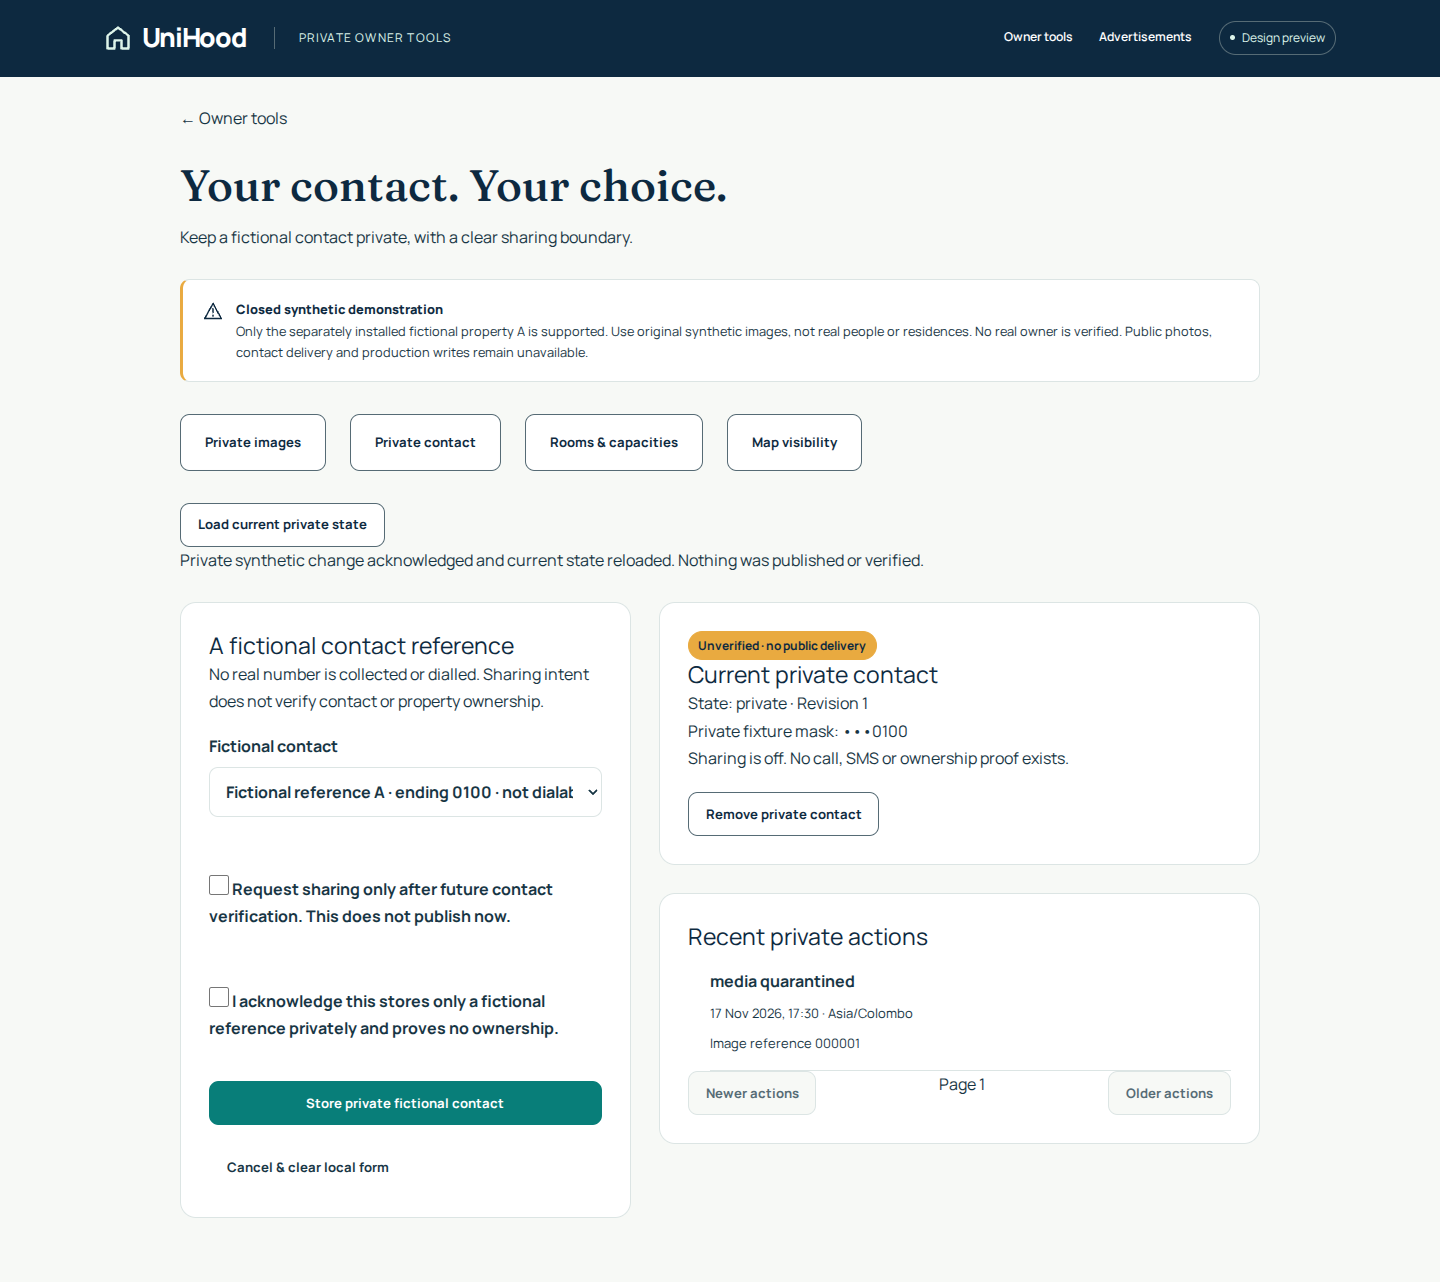 UniHood
PRIVATE OWNER TOOLS
Owner tools
Advertisements
Design preview
← Owner tools
Your contact. Your choice.
Keep a fictional contact private, with a clear sharing boundary.
Closed synthetic demonstration
Only the separately installed fictional property A is supported. Use original synthetic images, not real people or residences. No real owner is verified. Public photos,
contact delivery and production writes remain unavailable.
Private images
Private contact
Rooms & capacities
Map visibility
Load current private state
Private synthetic change acknowledged and current state reloaded. Nothing was published or verified.
A fictional contact reference
No real number is collected or dialled. Sharing intent
does not verify contact or property ownership.
Fictional contact
Fictional reference A · ending 0100 · not dialab
Request sharing only after future contact
verification. This does not publish now.
I acknowledge this stores only a fictional
reference privately and proves no ownership.
Store private fictional contact
Cancel & clear local form
Unverified · no public delivery
Current private contact
State: private · Revision 1
Private fixture mask: •••0100
Sharing is off. No call, SMS or ownership proof exists.
Remove private contact
Recent private actions
media quarantined
17 Nov 2026, 17:30 · Asia/Colombo
Image reference 000001
Newer actions
Page 1
Older actions